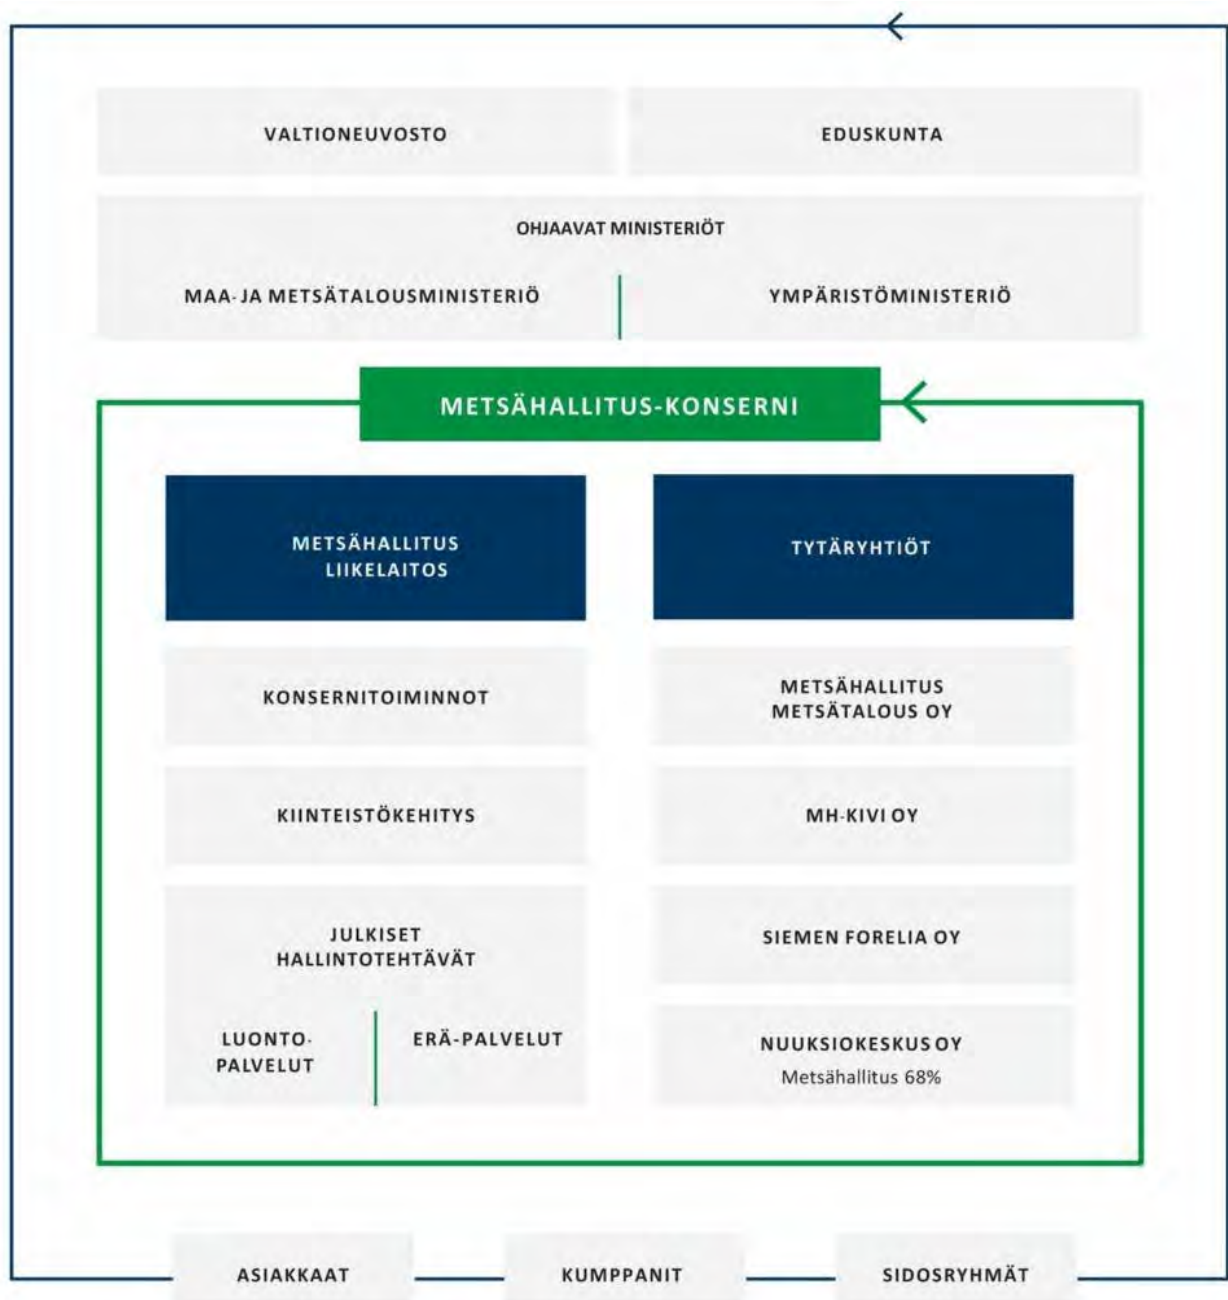 VALTIONEUVOSTO
EDUSKUNTA
OHJAAVAT MINISTERIÖT
MAA- JA METSÄTALOUSMINISTERIÖ
YMPÄRISTÖMINISTERIÖ
METSÄHALLITUS-KONSERNI
METSÄHALLITUS
LIIKELAITOS
TYTÄRYHTIÖT
KONSERNITOIMINNOT
METSÄHALLITUS
METSÄTALOUS OY
KIINTEISTÖKEHITYS
MH-KIVI OY
JULKISET
HALLINTOTEHTÄVÄT
LUONTO-
PALVELUT
ERÄ-PALVELUT
SIEMEN FORELIA OY
NUUKSIOKESKUS OY
Metsähallitus 68%
ASIAKKAAT
KUMPPANIT
SIDOSRYHMÄT